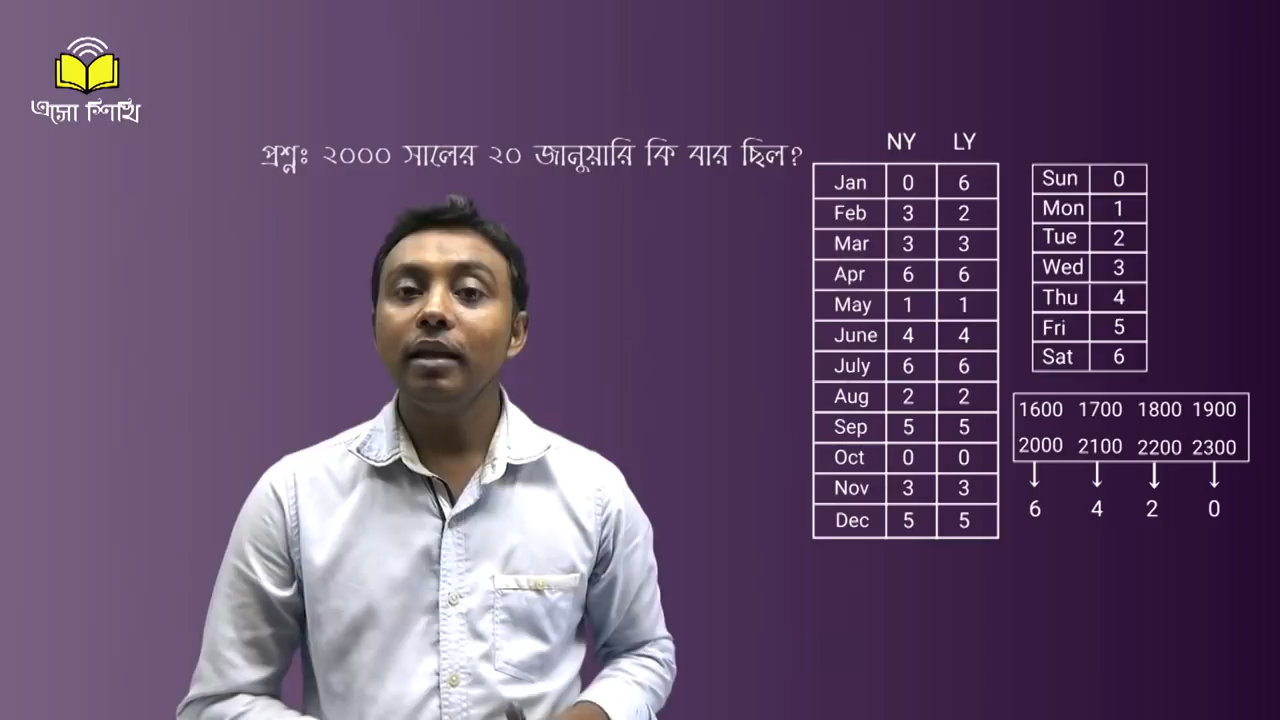 এসো শিখি
প্রশ্নঃ ২০০০ সালের ২০ জানুয়ারি কি বার ছিল?
NY LY
Jan 0 6
Feb 3 2
Mar 3 3
Apr 6 6
May 1 1
June 4 4
July 6 6
Aug 2 2
Sep 5 5
Oct 0 0
Nov 3 3
Dec 5 5
Sun 0
Mon 1
Tue 2
Wed 3
Thu 4
Fri 5
Sat 6
1600 1700 1800 1900
2000 2100 2200 2300
6 4 2 0